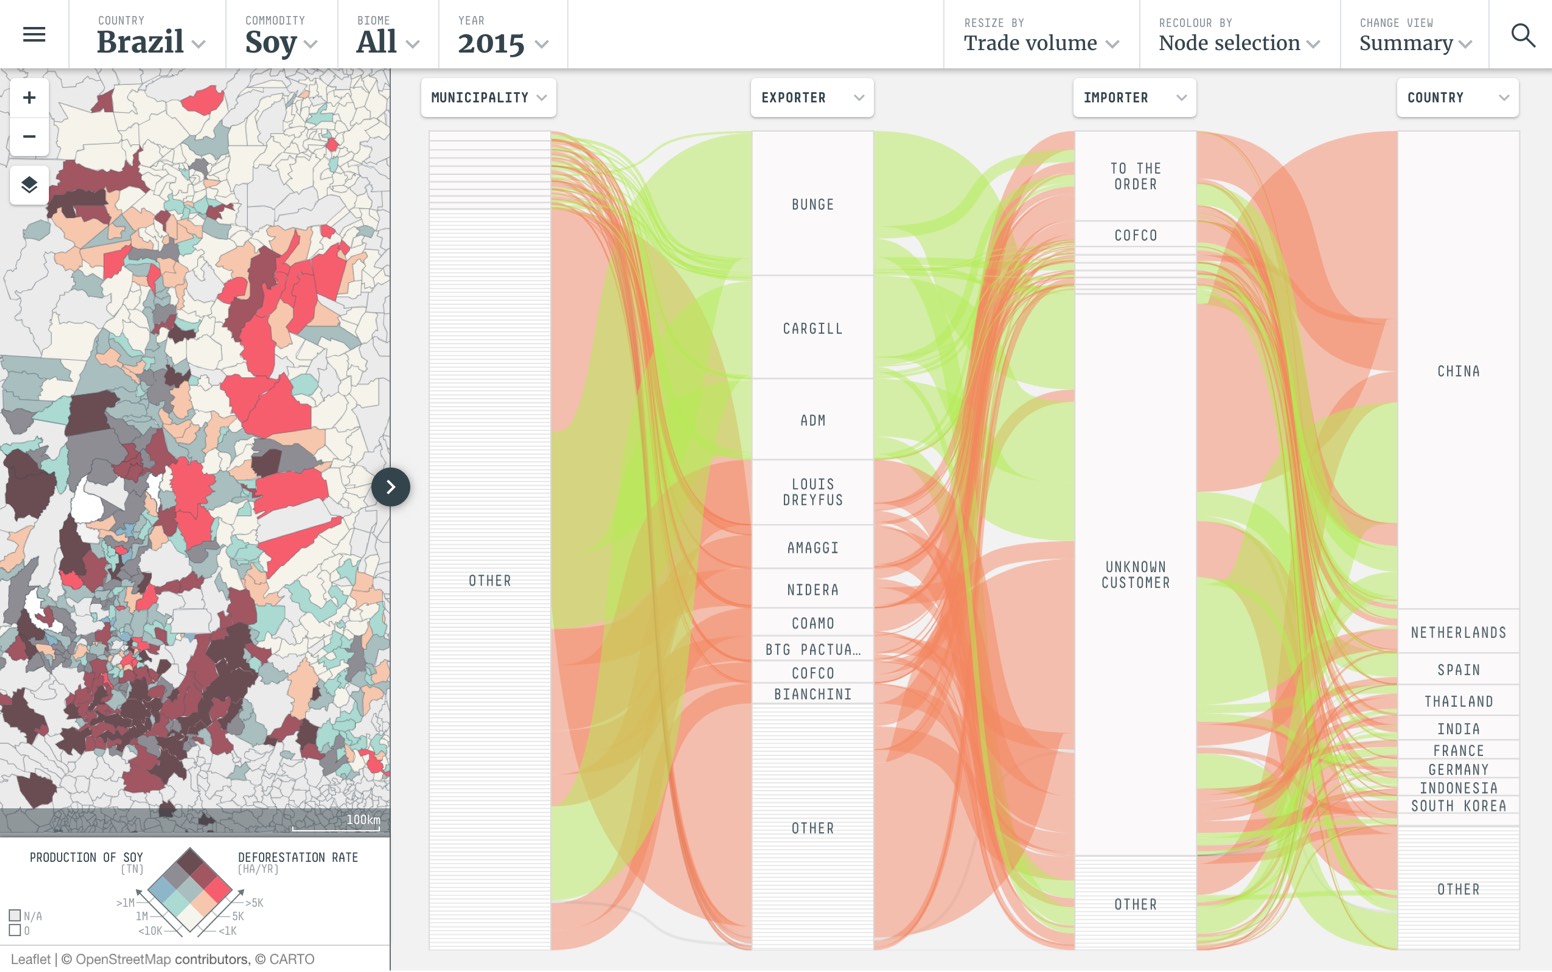 COUNTRY
Brazil
COMMODITY
Soy
BIOME
All
YEAR
2015
RESIZE BY
Trade volume
RECOLOUR BY
Node selection
CHANGE VIEW
Summary
+
−
MUNICIPALITY
EXPORTER
IMPORTER
COUNTRY
OTHER
BUNGE
CARGILL
ADM
LOUIS
DREYFUS
AMAGGI
NIDERA
COAMO
BTG PACTUA…
COFCO
BIANCHINI
OTHER
TO THE
ORDER
COFCO
UNKNOWN
CUSTOMER
OTHER
CHINA
NETHERLANDS
SPAIN
THAILAND
INDIA
FRANCE
GERMANY
INDONESIA
SOUTH KOREA
OTHER
100km
PRODUCTION OF SOY
(TN)
DEFORESTATION RATE
(HA/YR)
>1M
1M
<10K
>5K
5K
<1K
N/A
0
Leaflet | © OpenStreetMap contributors, © CARTO